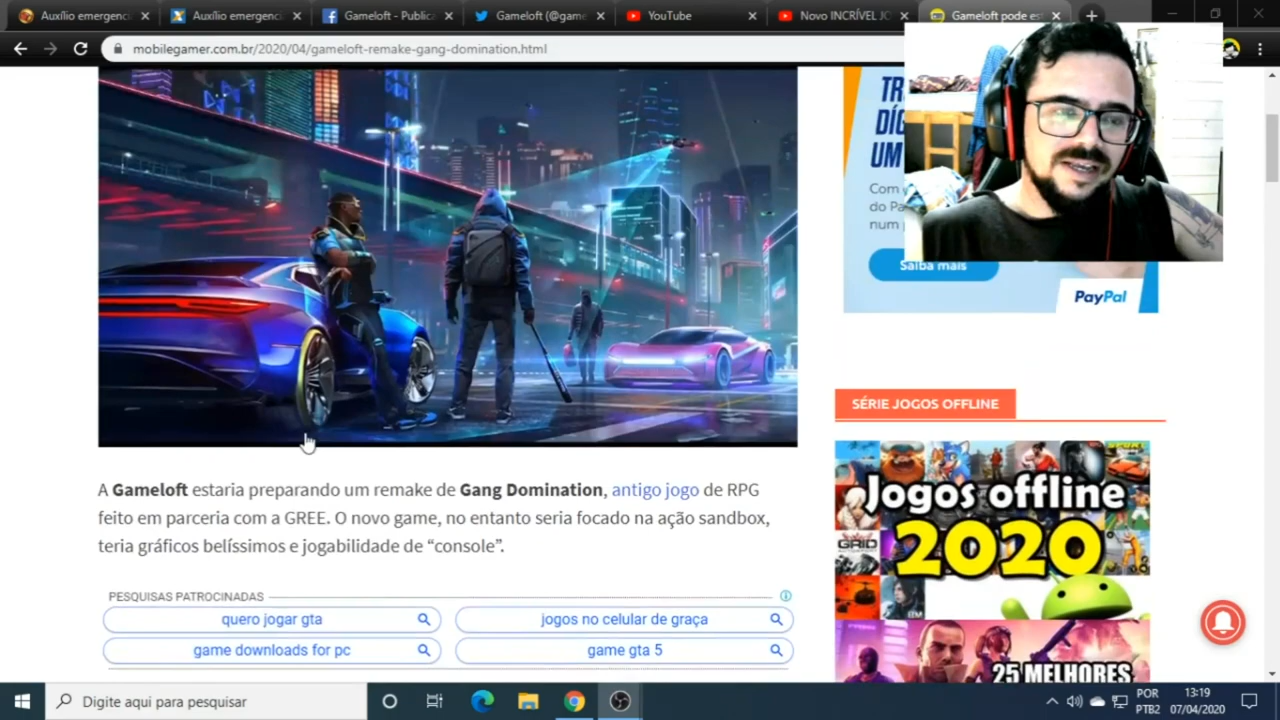 Auxílio emergenci
Auxílio emergenci
Gameloft - Publica
Gameloft (@game
YouTube
Novo INCRÍVEL JO
Gameloft pode es
mobilegamer.com.br/2020/04/gameloft-remake-gang-domination.html
UM
Com
do Pa
num
Saiba mais
PayPal
SÉRIE JOGOS OFFLINE
Jogos offline
2020
GRID
25 MELHORES
A Gameloft estaria preparando um remake de Gang Domination, antigo jogo de RPG
feito em parceria com a GREE. O novo game, no entanto seria focado na ação sandbox,
teria gráficos belíssimos e jogabilidade de “console”.
PESQUISAS PATROCINADAS
quero jogar gta
jogos no celular de graça
game downloads for pc
game gta 5
Digite aqui para pesquisar
POR
PTB2
13:19
07/04/2020